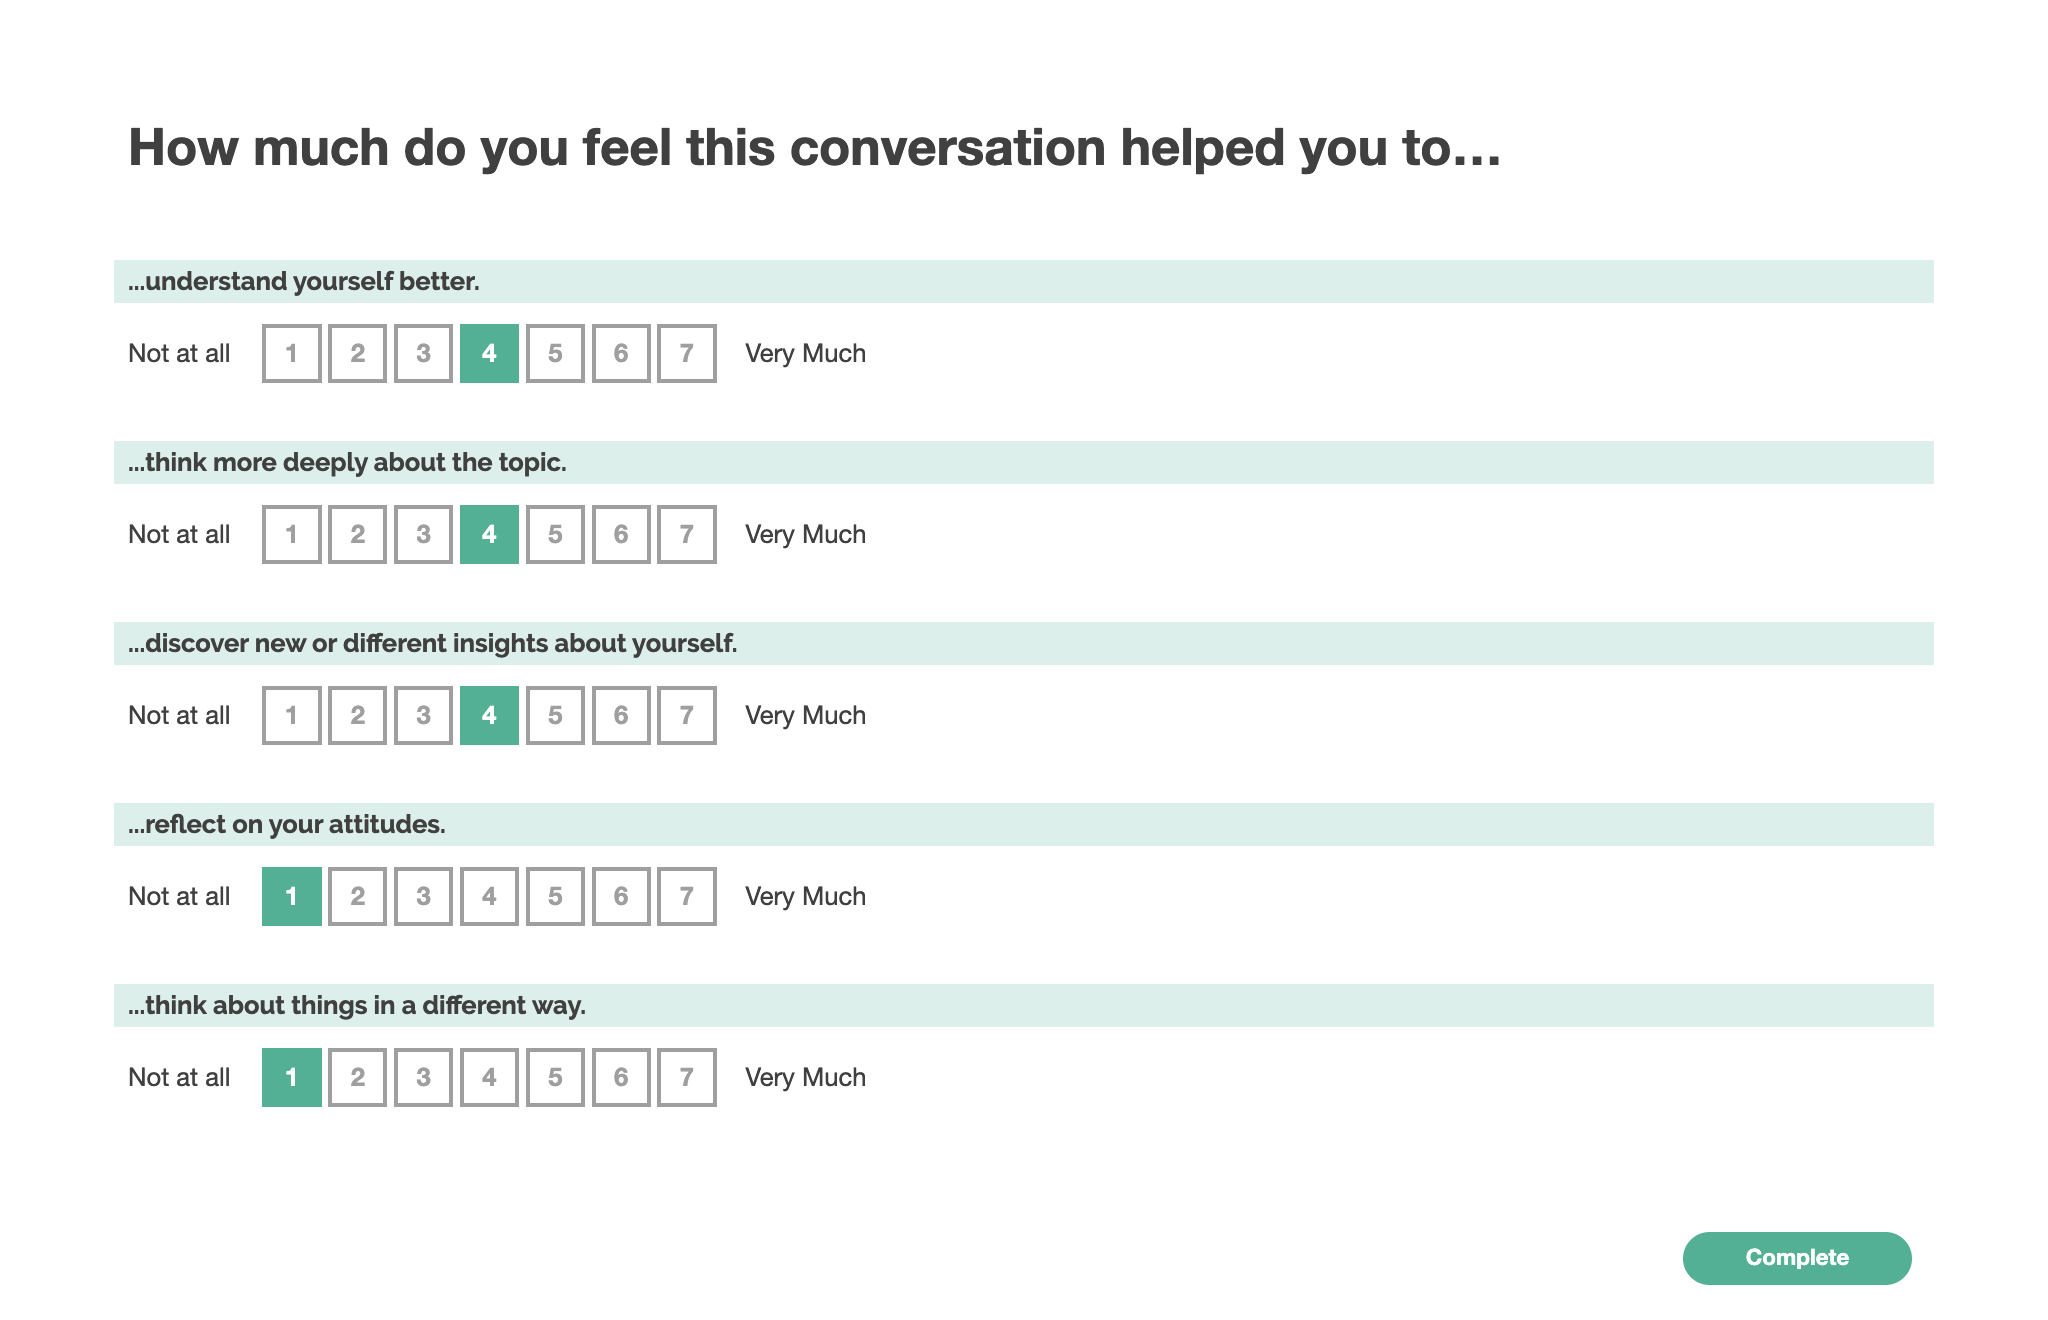 How much do you feel this conversation helped you to…
...understand yourself better.
Not at all 1 2 3 4 5 6 7 Very Much
...think more deeply about the topic.
Not at all 1 2 3 4 5 6 7 Very Much
...discover new or different insights about yourself.
Not at all 1 2 3 4 5 6 7 Very Much
...reflect on your attitudes.
Not at all 1 2 3 4 5 6 7 Very Much
...think about things in a different way.
Not at all 1 2 3 4 5 6 7 Very Much
Complete